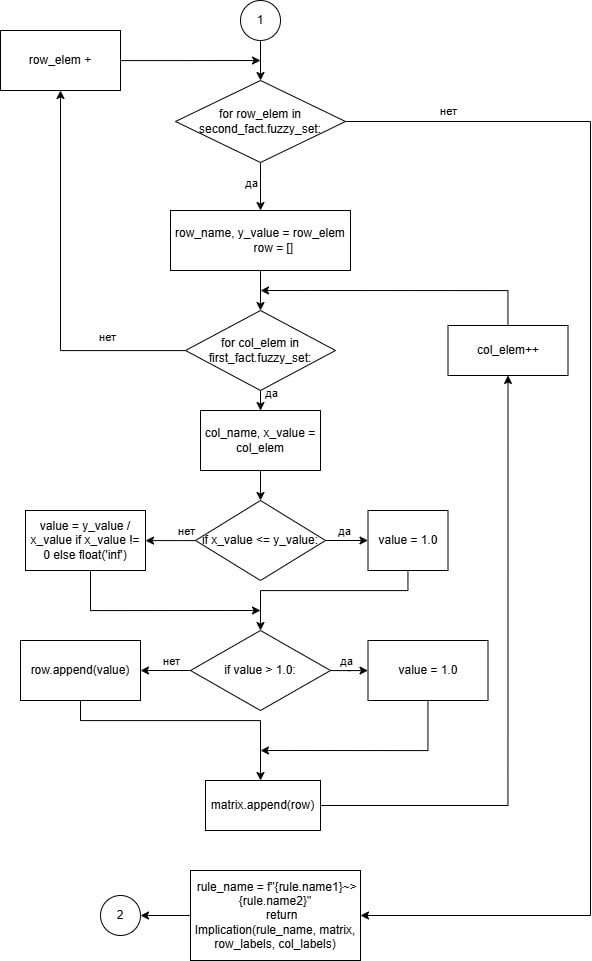 1
row_elem +
for row_elem in
second_fact.fuzzy_set:
нет
да
row_name, y_value = row_elem
row = []
for col_elem in
first_fact.fuzzy_set:
нет
col_elem++
да
col_name, x_value =
col_elem
value = y_value /
x_value if x_value !=
0 else float('inf')
нет
if x_value <= y_value:
да
value = 1.0
row.append(value)
нет
if value > 1.0:
да
value = 1.0
matrix.append(row)
rule_name = f"{rule.name1}~>
{rule.name2}"
return
Implication(rule_name, matrix,
row_labels, col_labels)
2